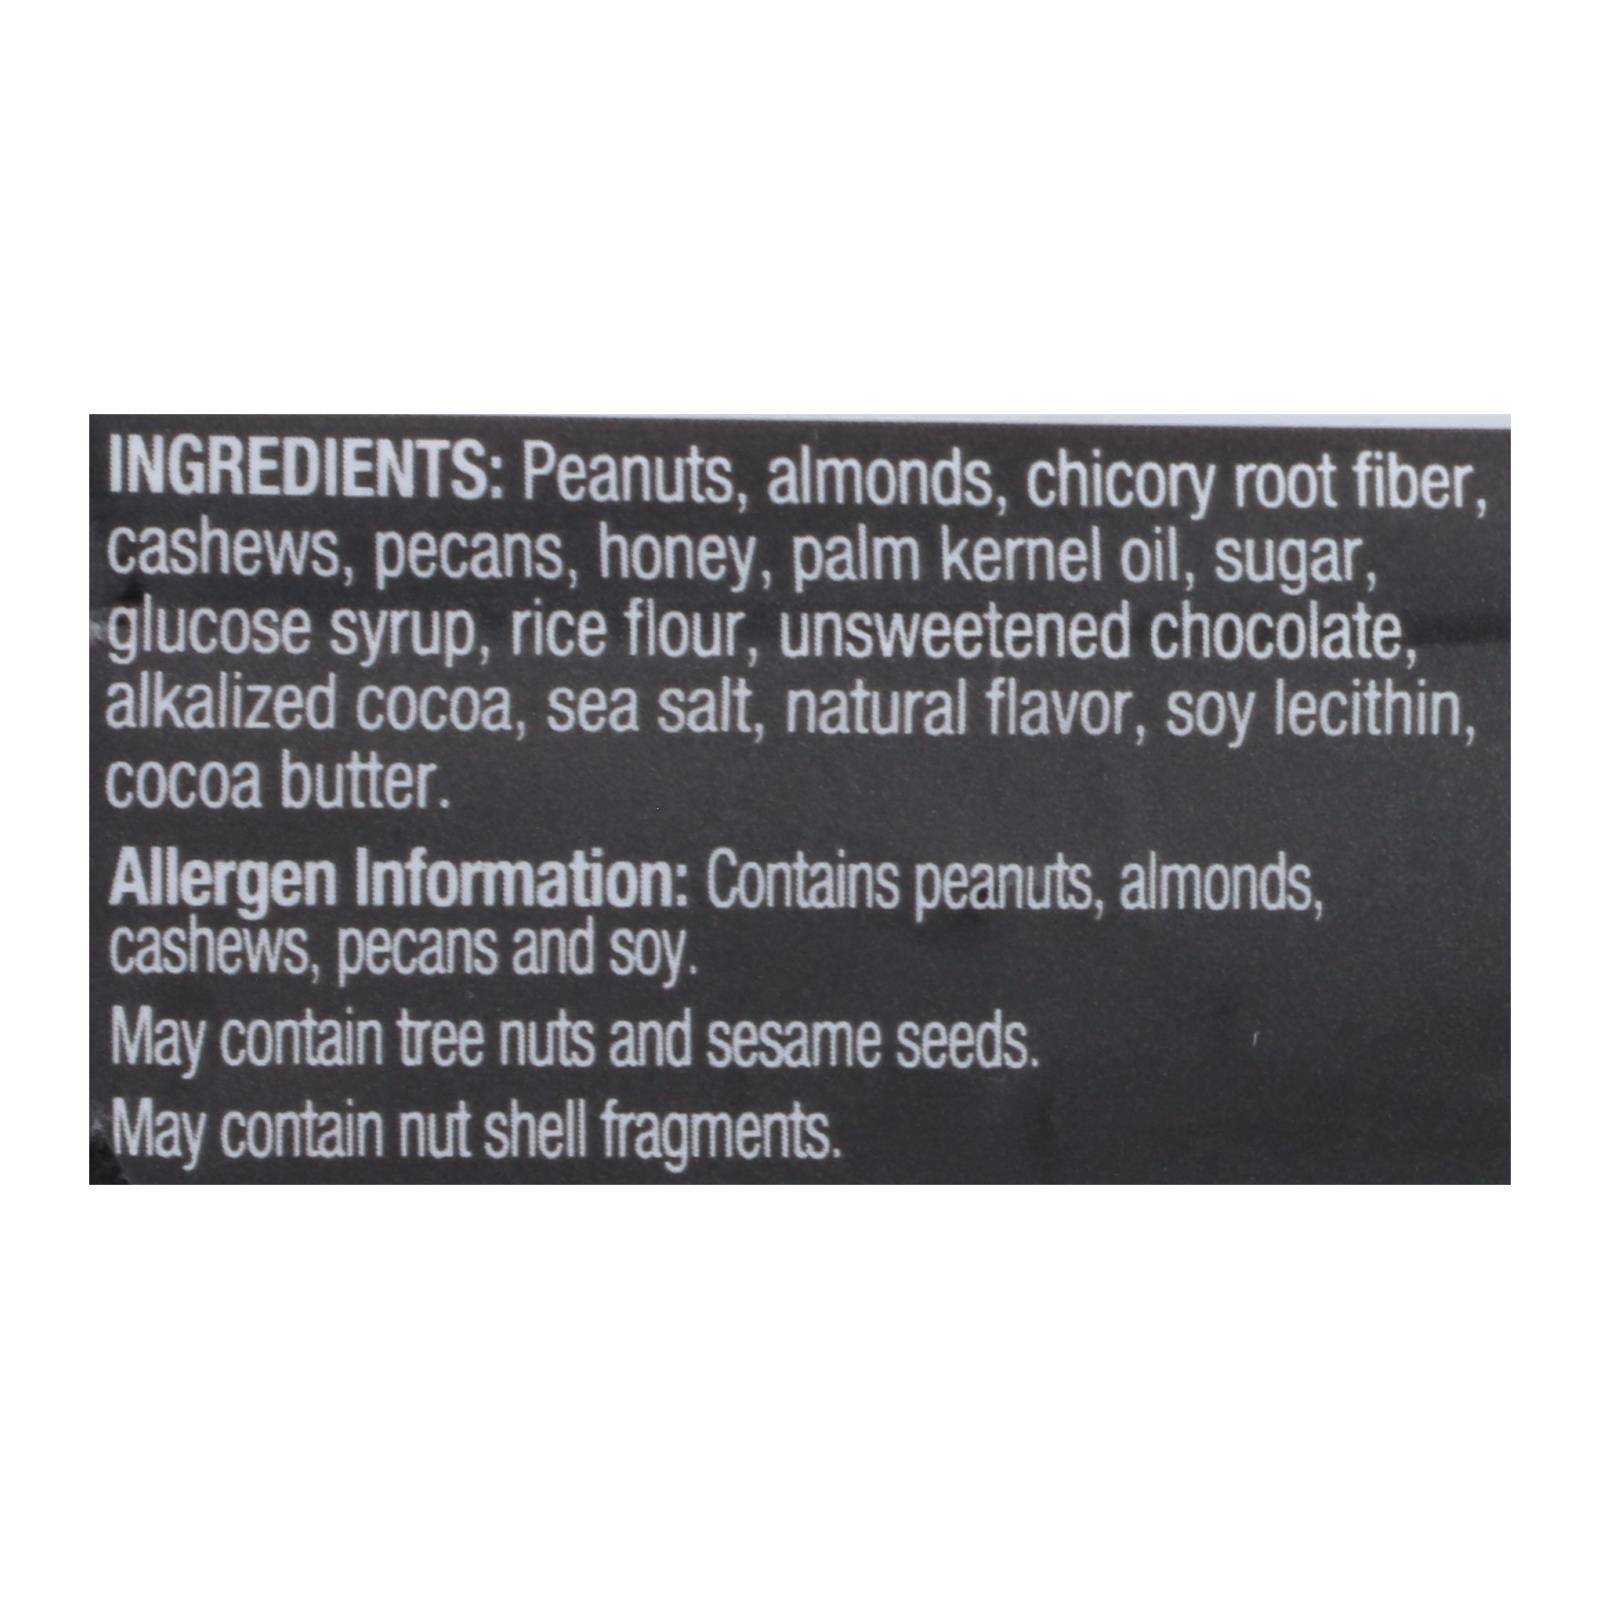 INGREDIENTS: Peanuts, almonds, chicory root fiber,
cashews, pecans, honey, palm kernel oil, sugar,
glucose syrup, rice flour, unsweetened chocolate,
alkalized cocoa, sea salt, natural flavor, soy lecithin,
cocoa butter.
Allergen Information: Contains peanuts, almonds,
cashews, pecans and soy.
May contain tree nuts and sesame seeds.
May contain nut shell fragments.